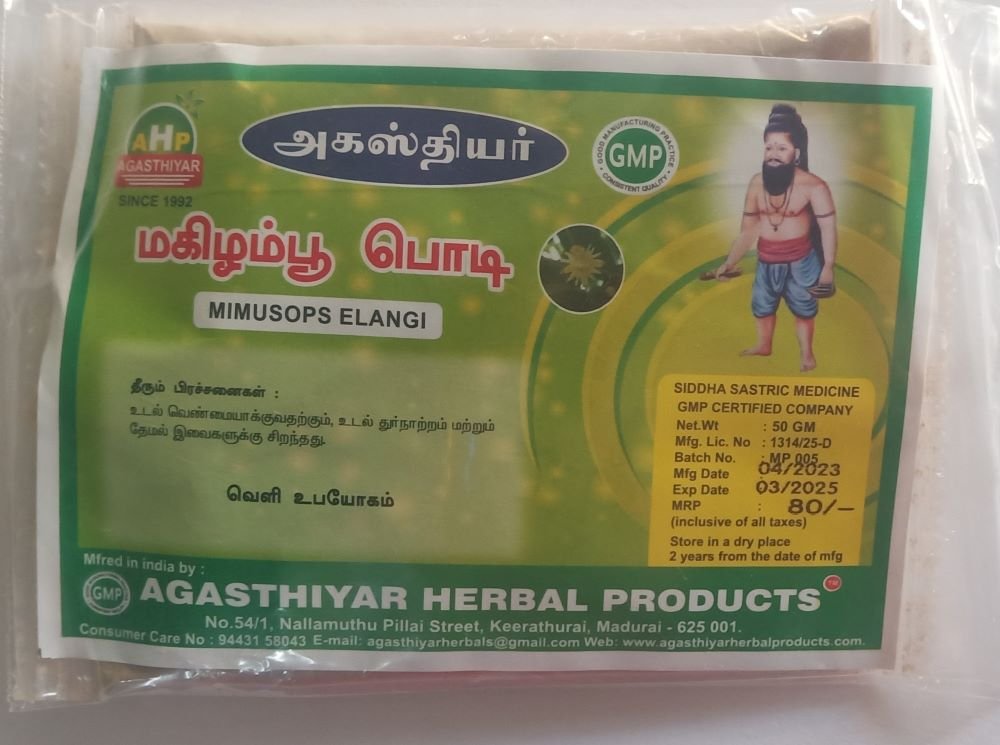 AHP
AGASTHIYAR
SINCE 1992
அகஸ்தியர்
GOOD MANUFACTURING PRACTICE
GMP
CONSISTENT QUALITY
மகிழம்பூ பொடி
MIMUSOPS ELANGI
தீரும் பிரச்சனைகள் :
உடல் வெண்மையாக்குவதற்கும், உடல் துர்நாற்றம் மற்றும்
தேமல் இவைகளுக்கு சிறந்தது.
வெளி உபயோகம்
SIDDHA SASTRIC MEDICINE
GMP CERTIFIED COMPANY
Net.Wt : 50 GM
Mfg. Lic. No : 1314/25-D
Batch No. : MP 005
Mfg Date : 04/2023
Exp Date : 03/2025
MRP : 80/-
(inclusive of all taxes)
Store in a dry place
2 years from the date of mfg
Mfred in india by :
GMP
AGASTHIYAR HERBAL PRODUCTS TM
No.54/1, Nallamuthu Pillai Street, Keerathurai, Madurai - 625 001.
Consumer Care No : 94431 58043 E-mail: agasthiyarherbals@gmail.com Web: www.agasthiyarherbalproducts.com.